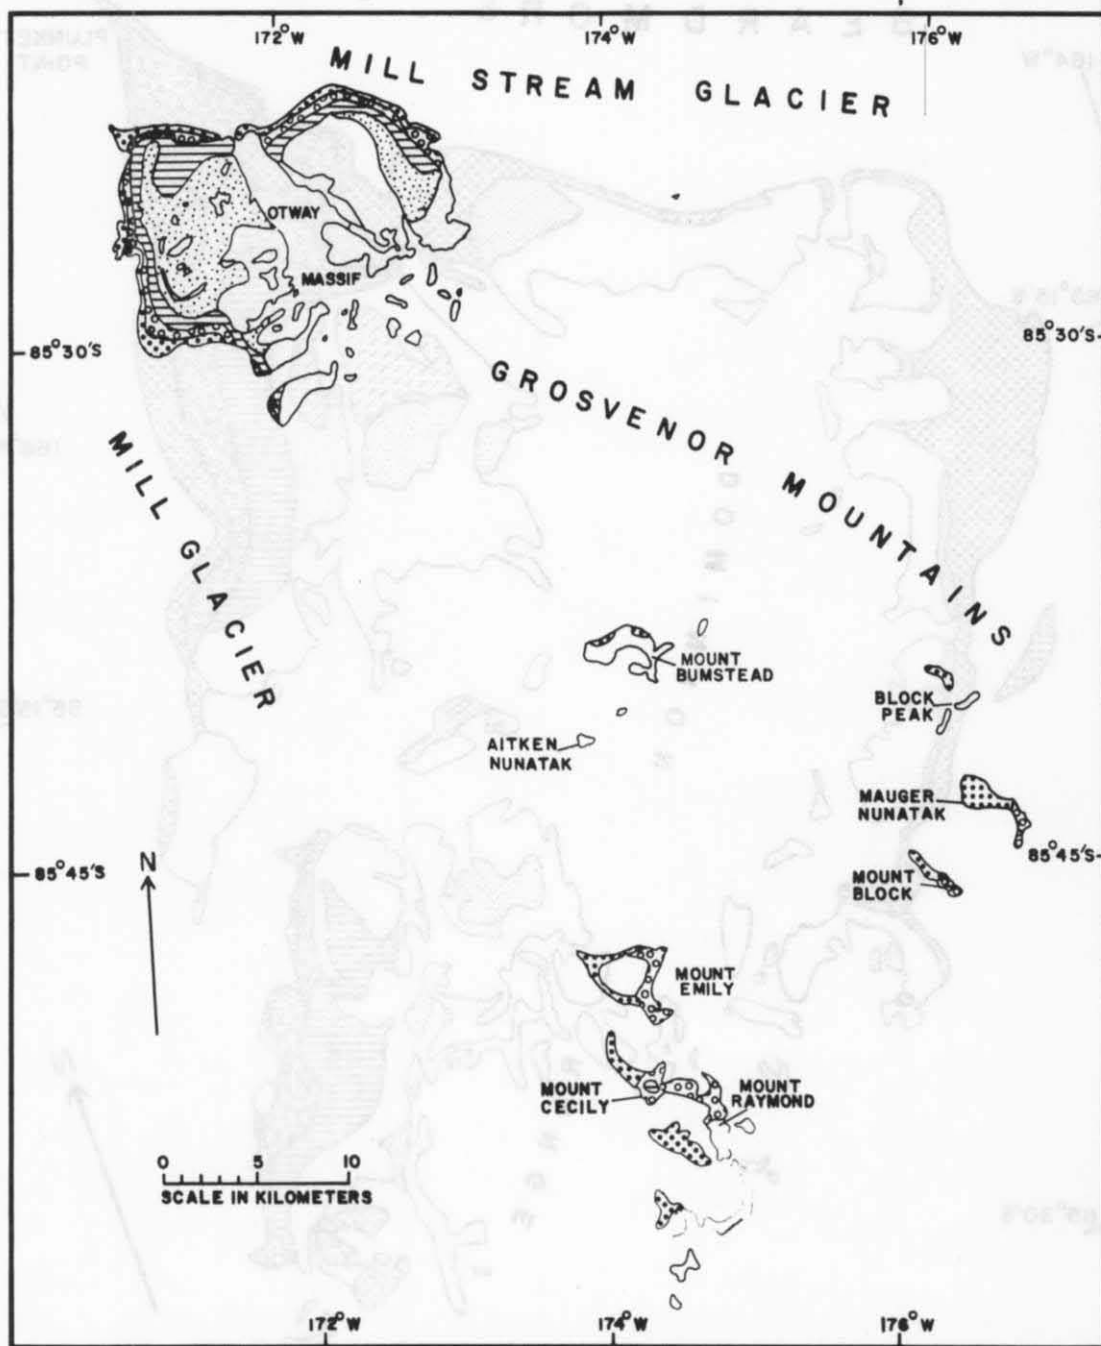 172°W 174°W 176°W
MILL STREAM GLACIER
OTWAY
MASSIF
85°30'S 85°30'S
GROSVENOR MOUNTAINS
MILL GLACIER
MOUNT
BUMSTEAD
BLOCK
PEAK
AITKEN
NUNATAK
MAUGER
NUNATAK
85°45'S 85°45'S
N
MOUNT
BLOCK
MOUNT
EMILY
MOUNT
CECILY
MOUNT
RAYMOND
0 5 10
SCALE IN KILOMETERS
172°W 174°W 176°W